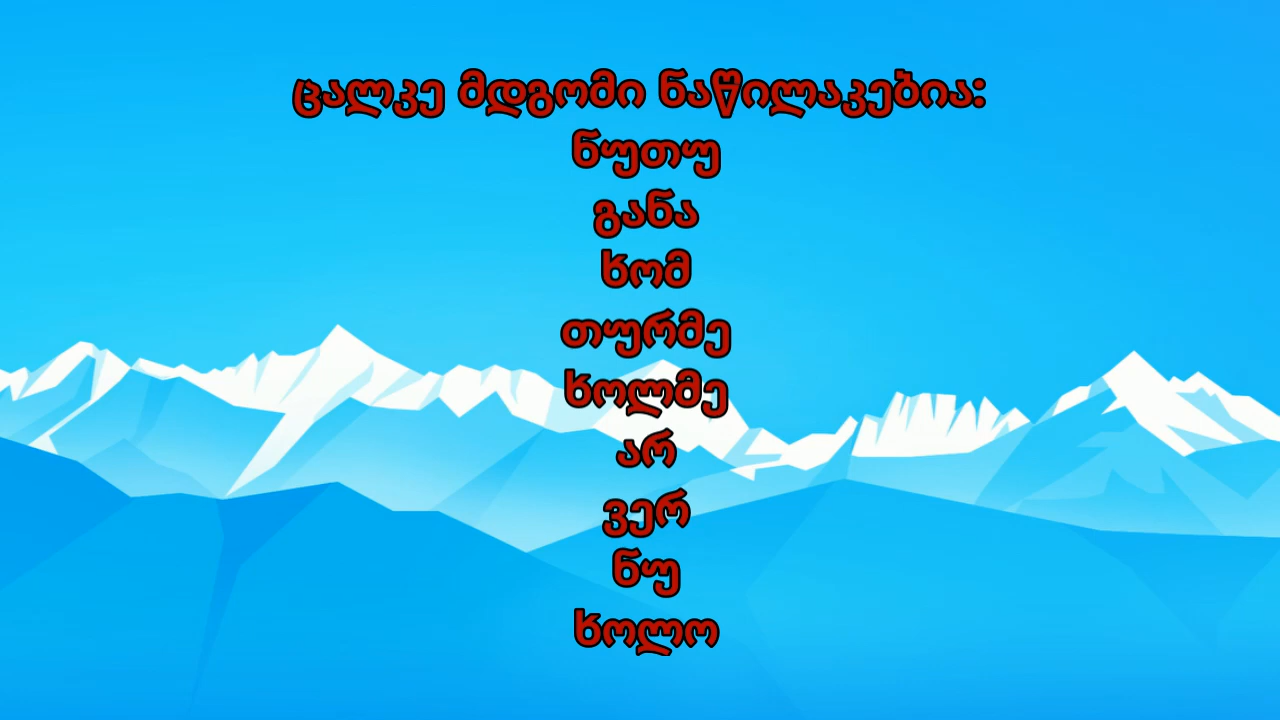 ცალკე მდგომი ნაწილაკებია:
ნუთუ
განა
ხომ
თურმე
ხოლმე
არ
ვერ
ნუ
ხოლო